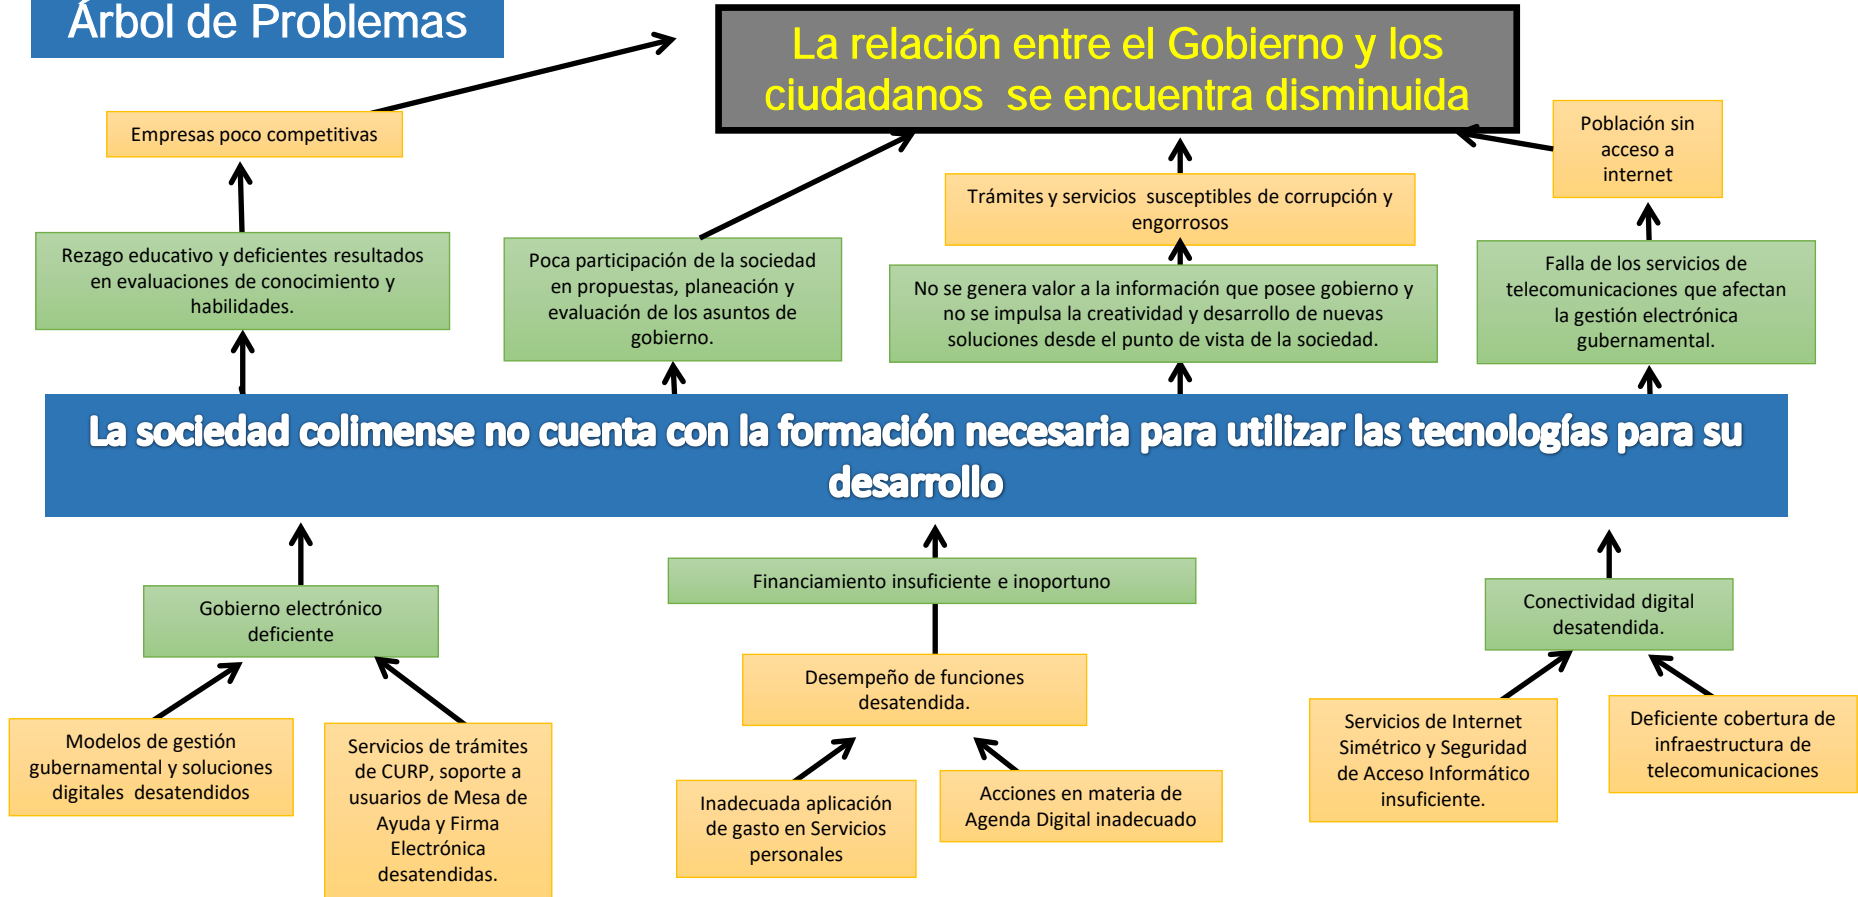 Árbol de Problemas
La relación entre el Gobierno y los
ciudadanos se encuentra disminuida
Empresas poco competitivas
Población sin
acceso a
internet
Trámites y servicios susceptibles de corrupción y
engorrosos
Rezago educativo y deficientes resultados
en evaluaciones de conocimiento y
habilidades.
Poca participación de la sociedad
en propuestas, planeación y
evaluación de los asuntos de
gobierno.
No se genera valor a la información que posee gobierno y
no se impulsa la creatividad y desarrollo de nuevas
soluciones desde el punto de vista de la sociedad.
Falla de los servicios de
telecomunicaciones que afectan
la gestión electrónica
gubernamental.
La sociedad colimense no cuenta con la formación necesaria para utilizar las tecnologías para su
desarrollo
Gobierno electrónico
deficiente
Financiamiento insuficiente e inoportuno
Conectividad digital
desatendida.
Desempeño de funciones
desatendida.
Modelos de gestión
gubernamental y soluciones
digitales desatendidos
Servicios de trámites
de CURP, soporte a
usuarios de Mesa de
Ayuda y Firma
Electrónica
desatendidas.
Inadecuada aplicación
de gasto en Servicios
personales
Acciones en materia de
Agenda Digital inadecuado
Servicios de Internet
Simétrico y Seguridad
de Acceso Informático
insuficiente.
Deficiente cobertura de
infraestructura de
telecomunicaciones